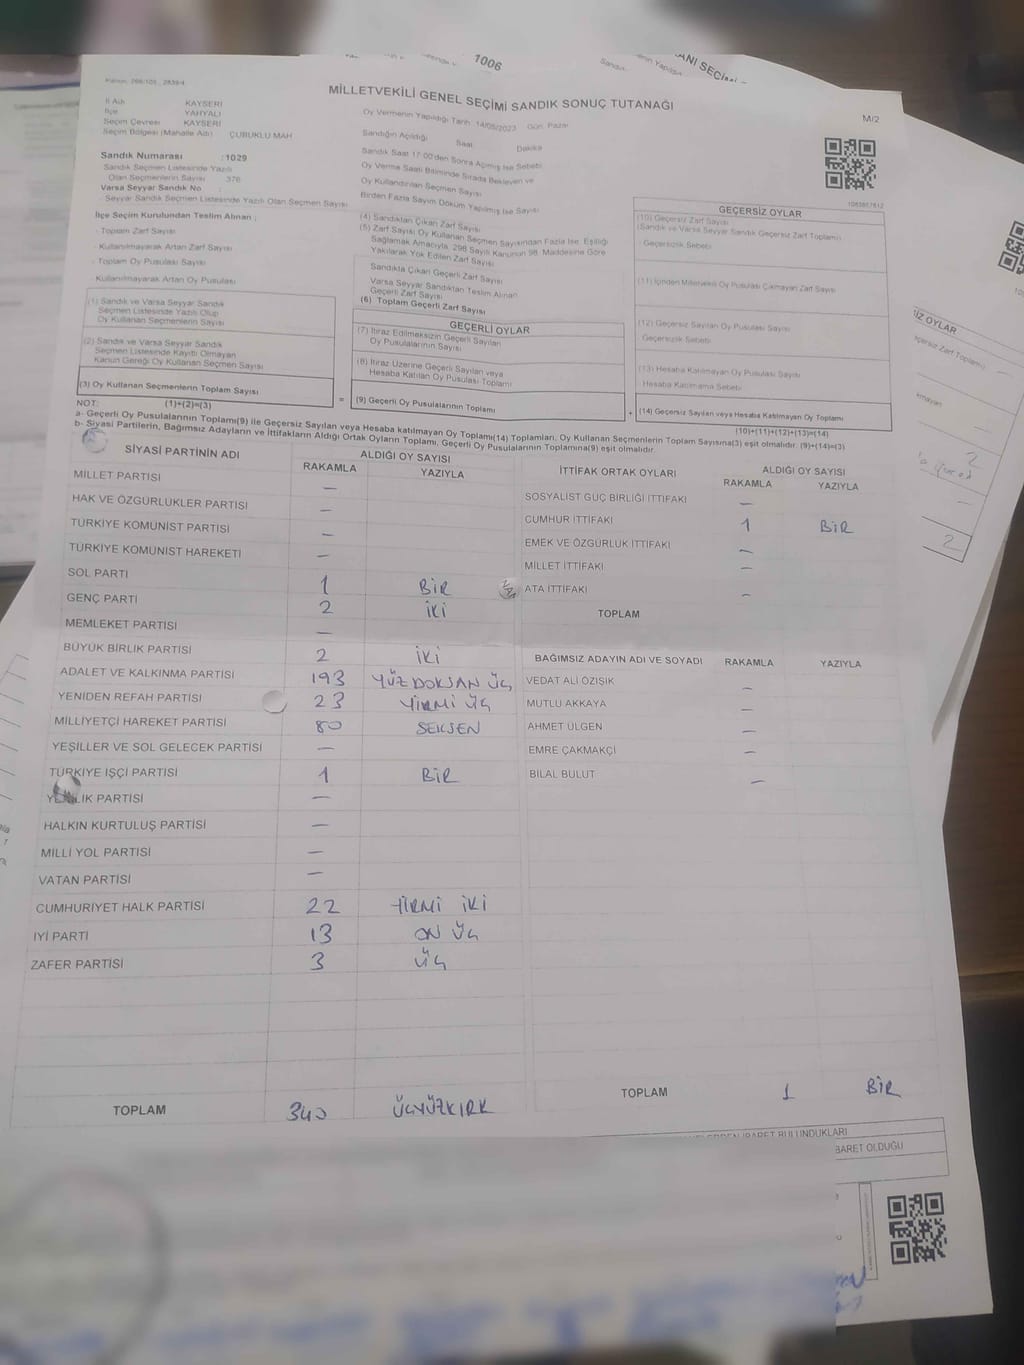 1006
MİLLETVEKİLİ GENEL SEÇİMİ SANDIK SONUÇ TUTANAĞI
M/2
İl Adı KAYSERİ
İlçe YAHYALI
Seçim Çevresi KAYSERİ
Seçim Bölgesi (Mahalle Adı) ÇUBUKLU MAH
Sandık Numarası : 1029
Sandık Seçmen Listesinde Yazılı
Olan Seçmenlerin Sayısı 376
Varsa Seyyar Sandık No
Seyyar Sandık Seçmen Listesinde Yazılı Olan Seçmen Sayısı
İlçe Seçim Kurulundan Teslim Alınan ;
- Toplam Zarf Sayısı
- Kullanılmayarak Artan Zarf Sayısı
- Toplam Oy Pusulası Sayısı
- Kullanılmayarak Artan Oy Pusulası
(1) Sandık ve Varsa Seyyar Sandık
Seçmen Listesinde Yazılı Olup
Oy Kullanan Seçmenlerin Sayısı
(2) Sandık ve Varsa Seyyar Sandık
Seçmen Listesinde Kayıtlı Olmayan
Kanun Gereği Oy Kullanan Seçmen Sayısı
(3) Oy Kullanan Seçmenlerin Toplam Sayısı
NOT: (1)+(2)=(3)
Oy Vermenin Yapıldığı Tarih: 14/05/2023 Gün: Pazar
Sandığın Açıldığı Saat Dakika
Sandık Saat 17:00'den Sonra Açılmış İse Sebebi
Oy Verme Saati Bitiminde Sırada Bekleyen ve
Oy Kullandırılan Seçmen Sayısı
Birden Fazla Sayım Döküm Yapılmış İse Sayısı
(4) Sandıktan Çıkan Zarf Sayısı
(5) Zarf Sayısı Oy Kullanan Seçmen Sayısından Fazla İse, Eşitliği
Sağlamak Amacıyla, 298 Sayılı Kanunun 98. Maddesine Göre
Yakılarak Yok Edilen Zarf Sayısı
Sandıkta Çıkan Geçerli Zarf Sayısı
Varsa Seyyar Sandıktan Teslim Alınan
Geçerli Zarf Sayısı
(6) Toplam Geçerli Zarf Sayısı
GEÇERLİ OYLAR
(7) İtiraz Edilmeksizin Geçerli Sayılan
Oy Pusulalarının Sayısı
(8) İtiraz Üzerine Geçerli Sayılan veya
Hesaba Katılan Oy Pusulası Toplamı
= (9) Geçerli Oy Pusulalarının Toplamı
GEÇERSİZ OYLAR
(10) Geçersiz Zarf Sayısı
(Sandık ve Varsa Seyyar Sandık Geçersiz Zarf Toplamı)
- Geçersizlik Sebebi
(11) İçinden Milletvekili Oy Pusulası Çıkmayan Zarf Sayısı
(12) Geçersiz Sayılan Oy Pusulası Sayısı
Geçersizlik Sebebi
(13) Hesaba Katılmayan Oy Pusulası Sayısı
- Hesaba Katılmama Sebebi
+ (14) Geçersiz Sayılan veya Hesaba Katılmayan Oy Toplamı
(10)+(11)+(12)+(13)=(14)
a- Geçerli Oy Pusulalarının Toplamı(9) ile Geçersiz Sayılan veya Hesaba katılmayan Oy Toplamı(14) Toplamları, Oy Kullanan Seçmenlerin Toplam Sayısına(3) eşit olmalıdır. (9)+(14)=(3)
b- Siyasi Partilerin, Bağımsız Adayların ve İttifakların Aldığı Ortak Oyların Toplamı, Geçerli Oy Pusulalarının Toplamına(9) eşit olmalıdır.
SİYASİ PARTİNİN ADI ALDIĞI OY SAYISI
RAKAMLA YAZIYLA
MİLLET PARTİSI —
HAK VE ÖZGÜRLÜKLER PARTİSİ —
TÜRKİYE KOMÜNİST PARTİSİ —
TÜRKİYE KOMÜNİST HAREKETİ —
SOL PARTİ 1 BİR
GENÇ PARTİ 2 İKİ
MEMLEKET PARTİSİ —
BÜYÜK BİRLİK PARTİSİ 2 İKİ
ADALET VE KALKINMA PARTİSİ 193 YÜZ DOKSAN ÜÇ
YENİDEN REFAH PARTİSİ 23 YİRMİ ÜÇ
MİLLİYETÇİ HAREKET PARTİSİ 80 SEKSEN
YEŞİLLER VE SOL GELECEK PARTİSİ —
TÜRKİYE İŞÇİ PARTİSİ 1 BİR
YENİLİK PARTİSİ —
HALKIN KURTULUŞ PARTİSİ —
MİLLİ YOL PARTİSİ —
VATAN PARTİSİ —
CUMHURİYET HALK PARTİSİ 22 YİRMİ İKİ
İYİ PARTİ 13 ON ÜÇ
ZAFER PARTİSİ 3 ÜÇ
TOPLAM 340 ÜÇYÜZKIRK
İTTİFAK ORTAK OYLARI ALDIĞI OY SAYISI
RAKAMLA YAZIYLA
SOSYALİST GÜÇ BİRLİĞİ İTTİFAKI —
CUMHUR İTTİFAKI 1 BİR
EMEK VE ÖZGÜRLÜK İTTİFAKI —
MİLLET İTTİFAKI —
ATA İTTİFAKI —
TOPLAM
BAĞIMSIZ ADAYIN ADI VE SOYADI RAKAMLA YAZIYLA
VEDAT ALİ ÖZIŞIK —
MUTLU AKKAYA —
AHMET ÜLGEN —
EMRE ÇAKMAKÇI —
BİLAL BULUT —
TOPLAM 1 BİR
2
2
BARET OLDUĞU